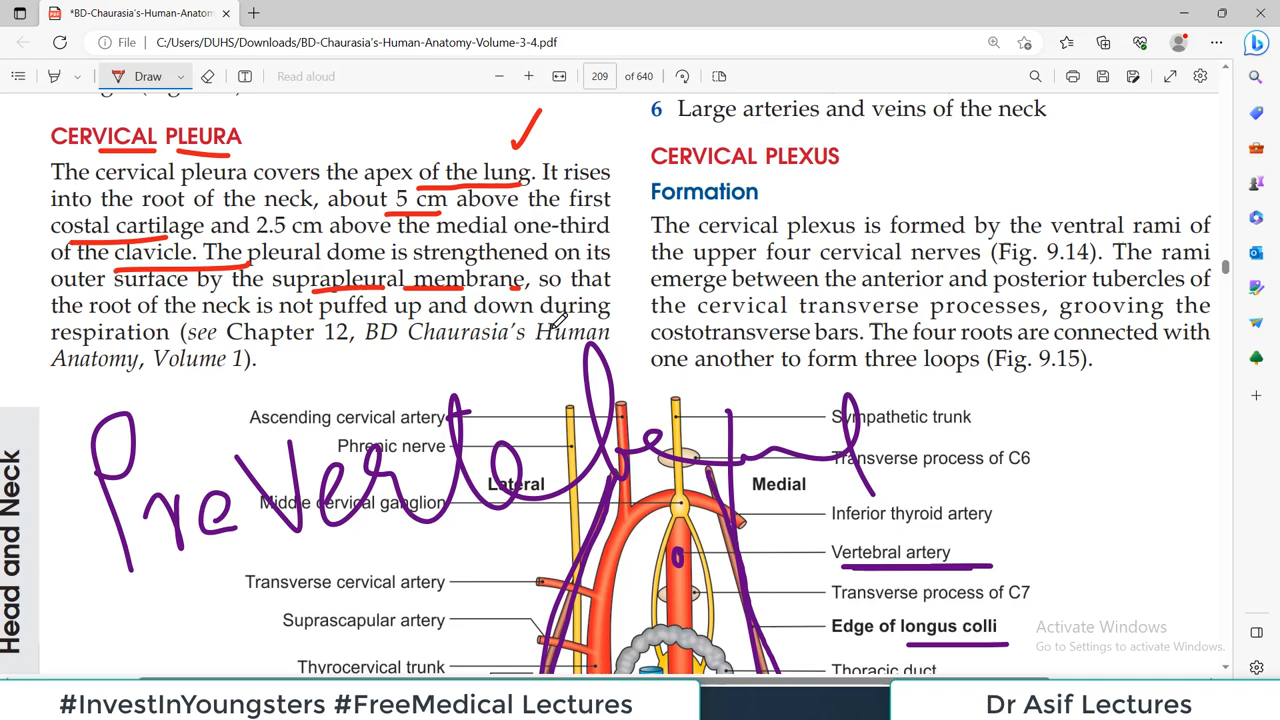 *BD-Chaurasia's-Human-Anatom
File
C:/Users/DUHS/Downloads/BD-Chaurasia's-Human-Anatomy-Volume-3-4.pdf
Draw
Read aloud
209 of 640
CERVICAL PLEURA
The cervical pleura covers the apex of the lung. It rises
into the root of the neck, about 5 cm above the first
costal cartilage and 2.5 cm above the medial one-third
of the clavicle. The pleural dome is strengthened on its
outer surface by the suprapleural membrane, so that
the root of the neck is not puffed up and down during
respiration (see Chapter 12, BD Chaurasia's Human
Anatomy, Volume 1).
6 Large arteries and veins of the neck
CERVICAL PLEXUS
Formation
The cervical plexus is formed by the ventral rami of
the upper four cervical nerves (Fig. 9.14). The rami
emerge between the anterior and posterior tubercles
of the cervical transverse processes, grooving the
costotransverse bars. The four roots are connected with
one another to form three loops (Fig. 9.15)
Head and Neck
Ascending cervical artery
Phrenic nerve
Lateral
Middle cervical ganglion
Transverse cervical artery
Suprascapular artery
Thyrocervical trunk
Sympathetic trunk
Transverse process of C6
Medial
Inferior thyroid artery
Vertebral artery
Transverse process of C7
Edge of longus colli
Thoracic duct
Activate Windows
Go to Settings to activate Windows.
#InvestInYoungsters #FreeMedical Lectures
Dr Asif Lectures